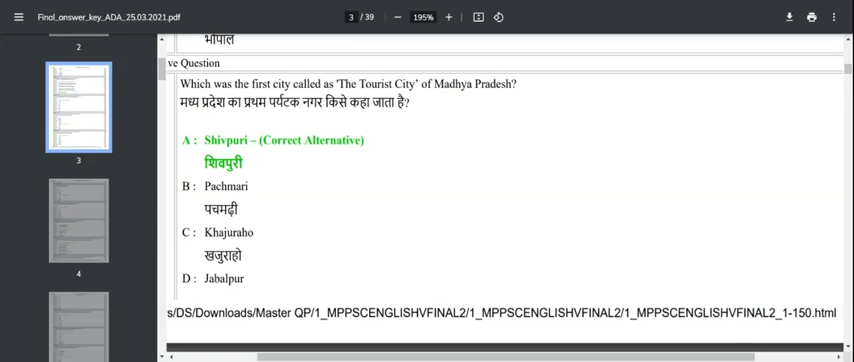 Final_answer_key_ADA_25.03.2021.pdf
3 / 39
195%
2
3
4
भोपाल
ve Question
Which was the first city called as 'The Tourist City' of Madhya Pradesh?
मध्य प्रदेश का प्रथम पर्यटक नगर किसे कहा जाता है?
A : Shivpuri – (Correct Alternative)
शिवपुरी
B : Pachmari
पचमढ़ी
C : Khajuraho
खजुराहो
D : Jabalpur
s/DS/Downloads/Master QP/1_MPPSCENGLISHVFINAL2/1_MPPSCENGLISHVFINAL2/1_MPPSCENGLISHVFINAL2_1-150.html